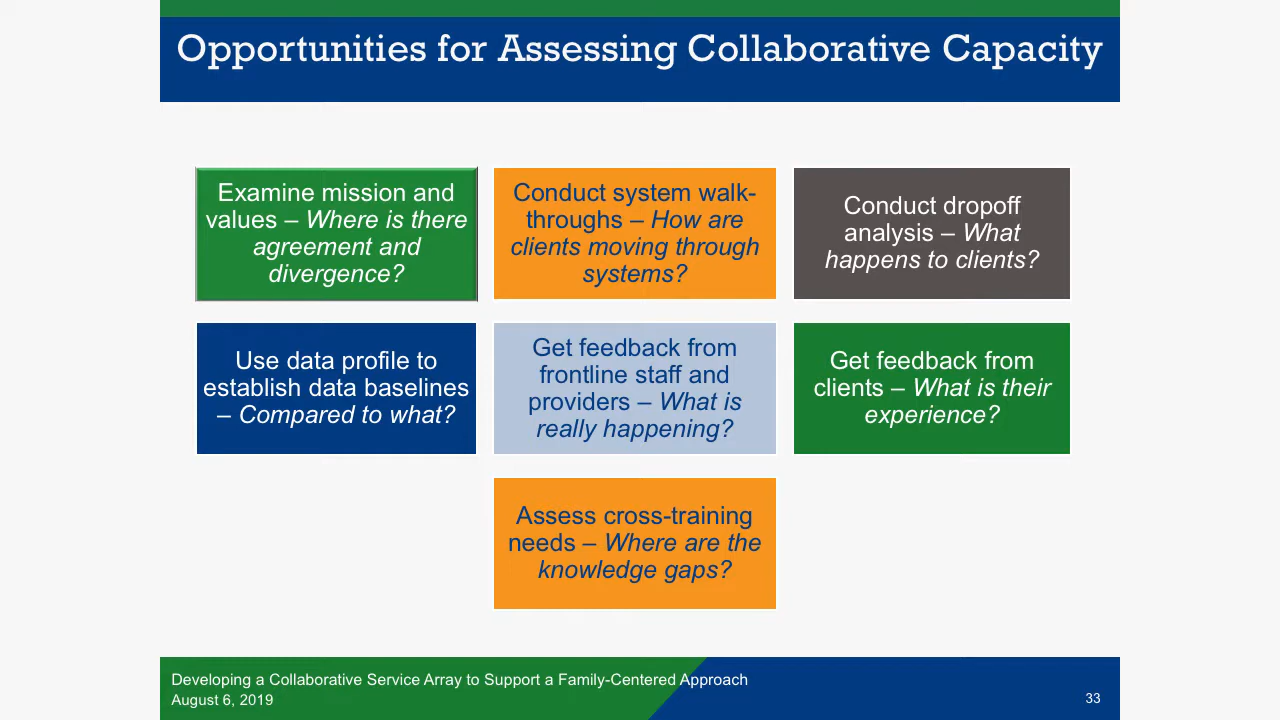 Opportunities for Assessing Collaborative Capacity
Examine mission and
values – Where is there
agreement and
divergence?
Conduct system walk-
throughs – How are
clients moving through
systems?
Conduct dropoff
analysis – What
happens to clients?
Use data profile to
establish data baselines
– Compared to what?
Get feedback from
frontline staff and
providers – What is
really happening?
Get feedback from
clients – What is their
experience?
Assess cross-training
needs – Where are the
knowledge gaps?
Developing a Collaborative Service Array to Support a Family-Centered Approach
August 6, 2019
33